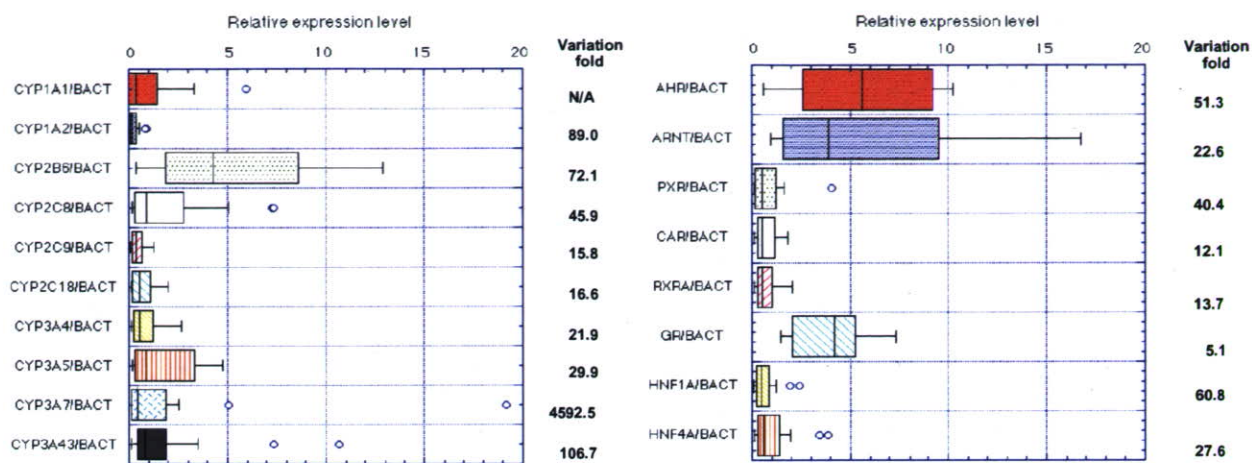 Relative expression level
0 5 10 15 20
Variation
fold
CYP1A1/BACT N/A
CYP1A2/BACT 89.0
CYP2B6/BACT 72.1
CYP2C8/BACT 45.9
CYP2C9/BACT 15.8
CYP2C18/BACT 16.6
CYP3A4/BACT 21.9
CYP3A5/BACT 29.9
CYP3A7/BACT 4592.5
CYP3A43/BACT 106.7
Relative expression level
0 5 10 15 20
Variation
fold
AHR/BACT 51.3
ARNT/BACT 22.6
PXR/BACT 40.4
CAR/BACT 12.1
RXRA/BACT 13.7
GR/BACT 5.1
HNF1A/BACT 60.8
HNF4A/BACT 27.6